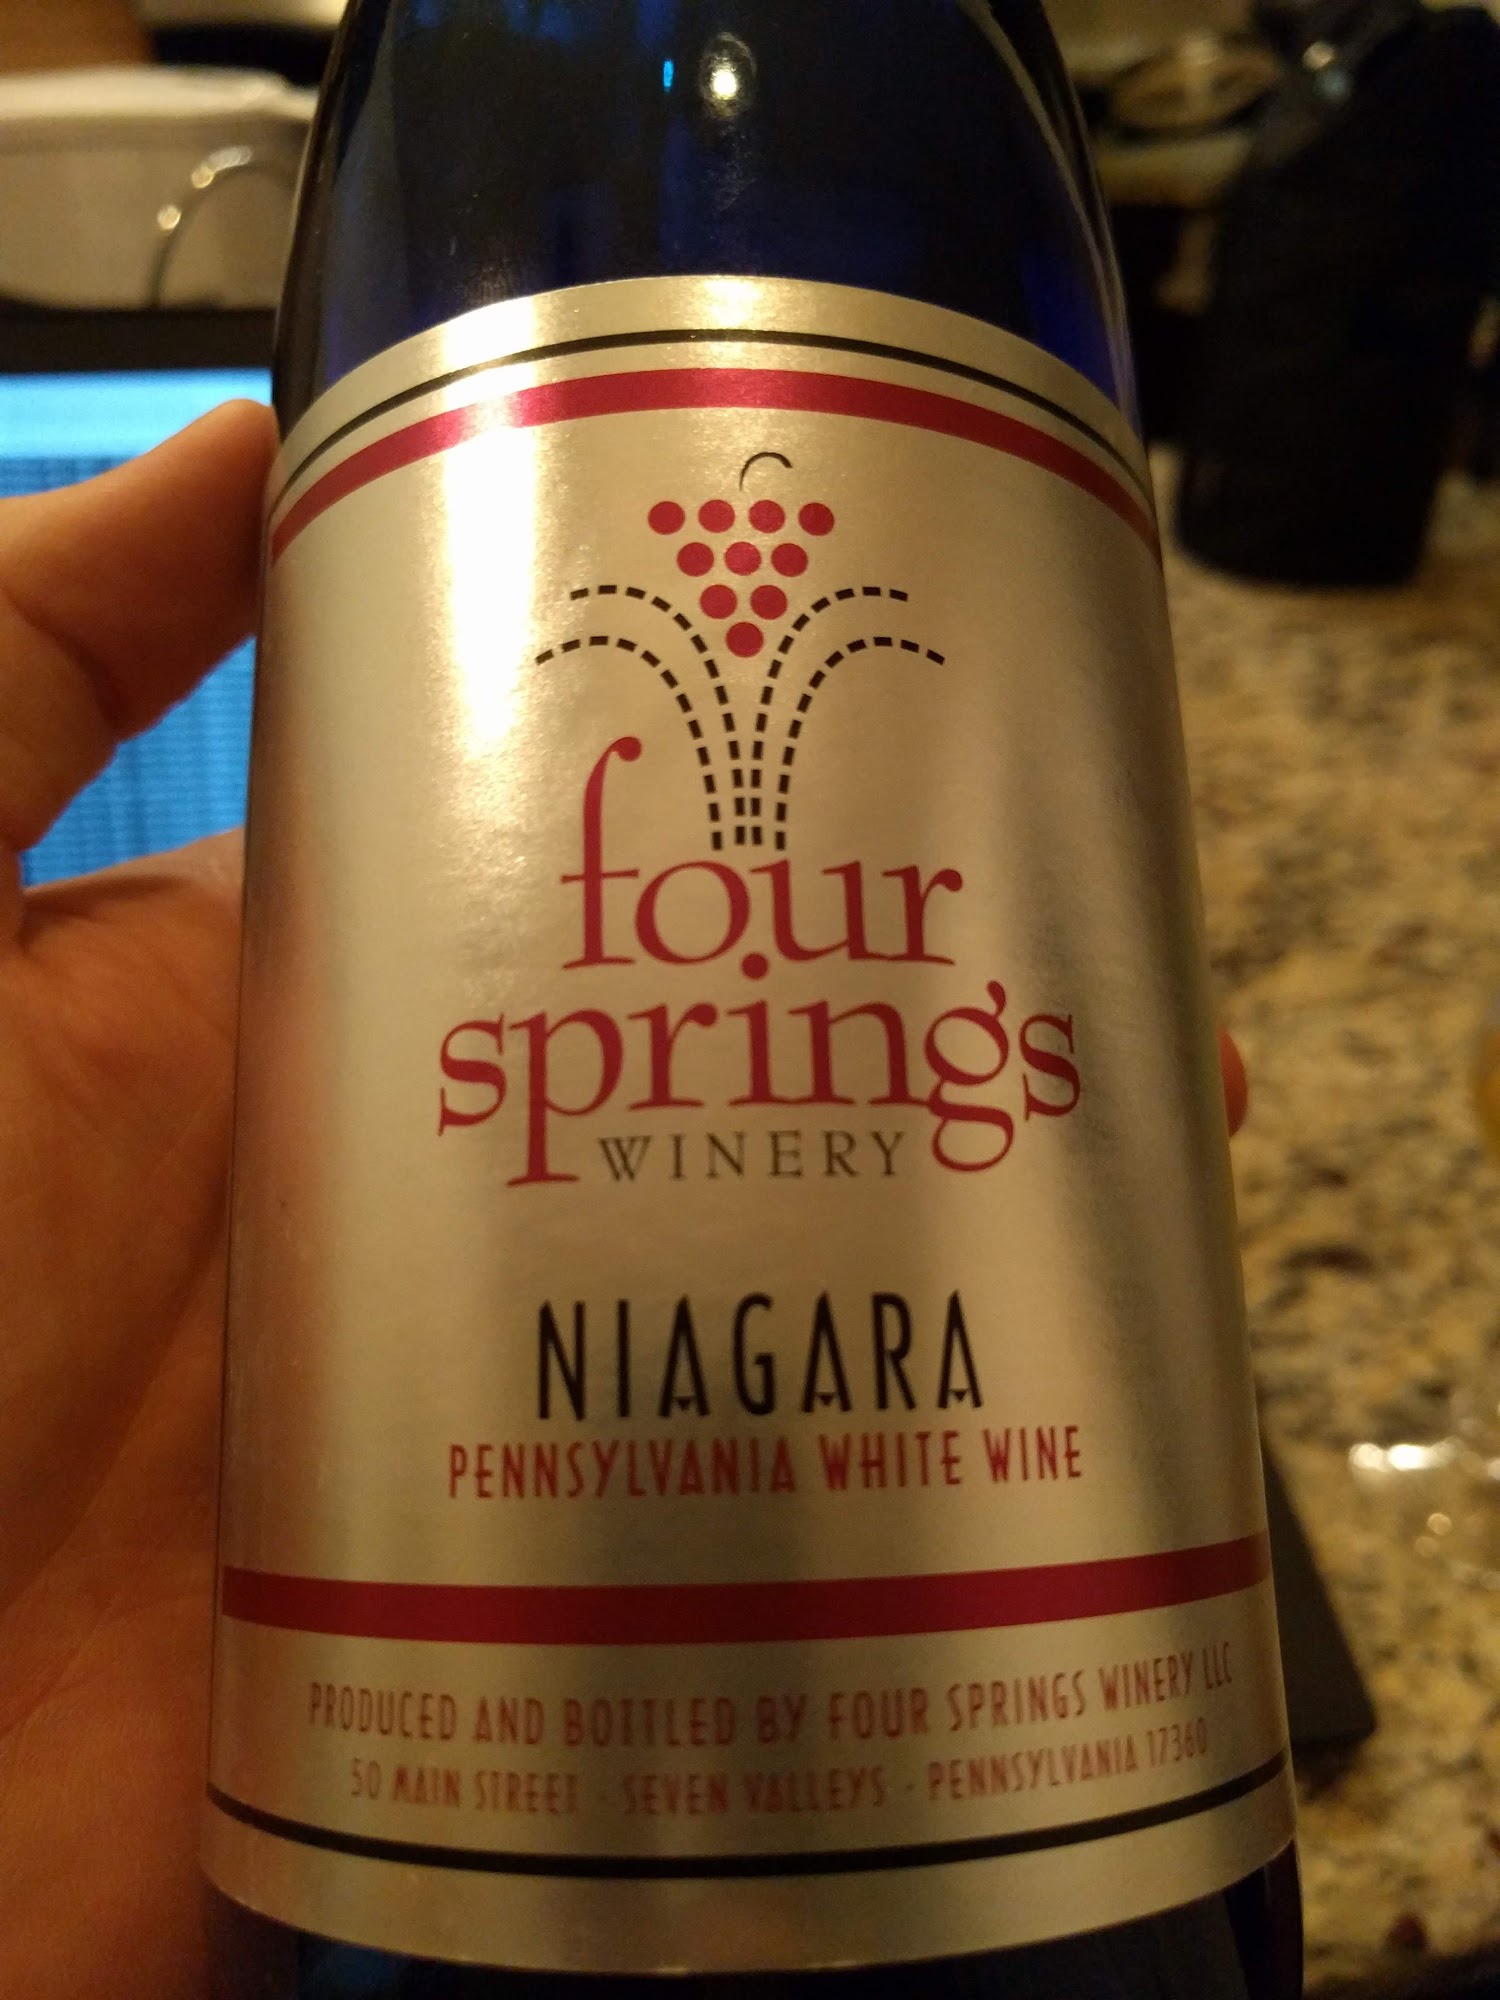 four
springs
WINERY
NIAGARA
PENNSYLVANIA WHITE WINE
PRODUCED AND BOTTLED BY FOUR SPRINGS WINERY LLC
50 MAIN STREET · SEVEN VALLEYS · PENNSYLVANIA 17360